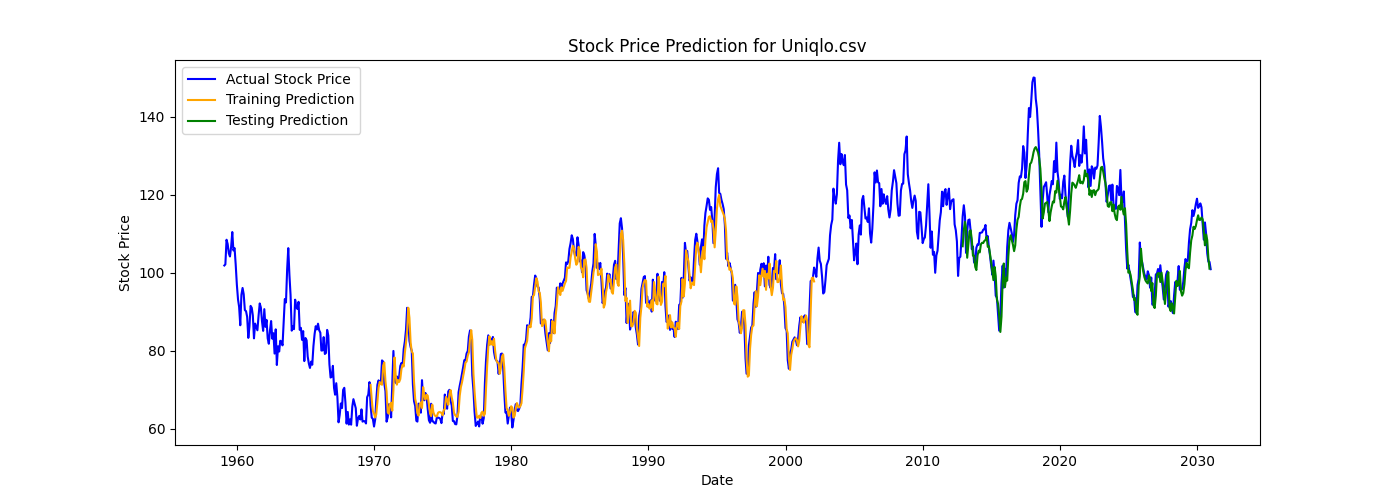 Stock Price Prediction for Uniqlo.csv
Actual Stock Price
Training Prediction
Testing Prediction
Stock Price
140
120
100
80
60
1960 1970 1980 1990 2000 2010 2020 2030
Date